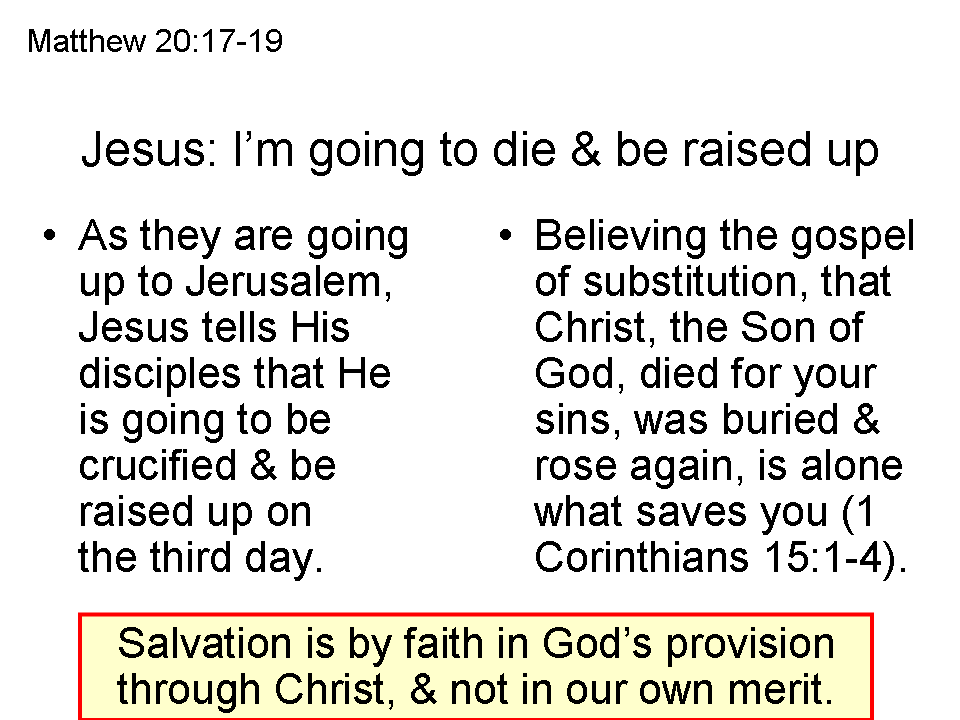 Matthew 20:17-19
Jesus: I’m going to die & be raised up
• As they are going
up to Jerusalem,
Jesus tells His
disciples that He
is going to be
crucified & be
raised up on
the third day.
• Believing the gospel
of substitution, that
Christ, the Son of
God, died for your
sins, was buried &
rose again, is alone
what saves you (1
Corinthians 15:1-4).
Salvation is by faith in God’s provision
through Christ, & not in our own merit.